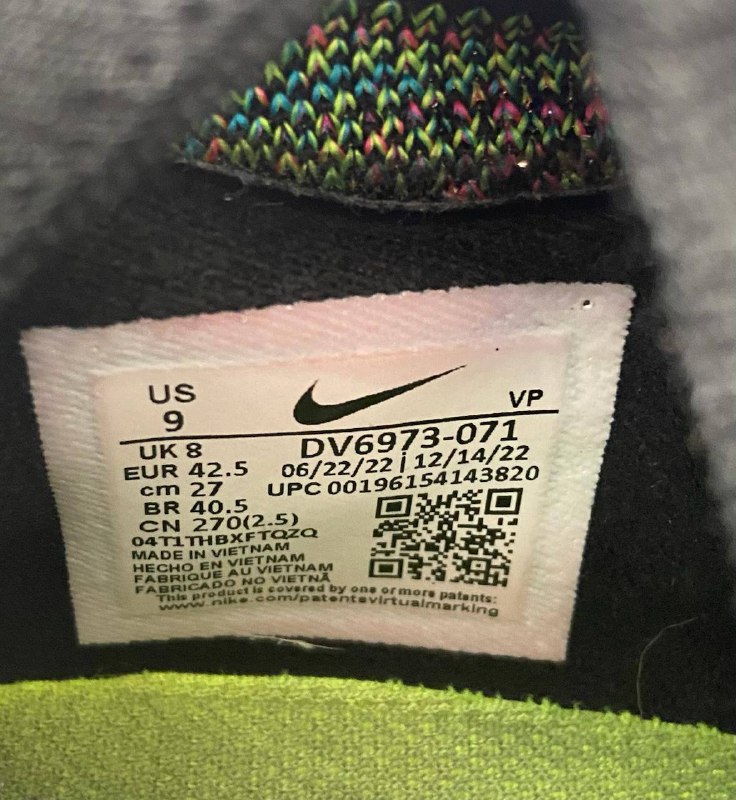 US
9
VP
UK 8
DV6973-071
EUR 42.5
06/22/22 | 12/14/22
cm 27
UPC 00196154143820
BR 40.5
CN 270(2.5)
04T1THBXFTQZQ
MADE IN VIETNAM
HECHO EN VIETNAM
FABRIQUE AU VIETNAM
FABRICADO NO VIETNÃ
This product is covered by one or more patents:
www.nike.com/patentsvirtualmarking